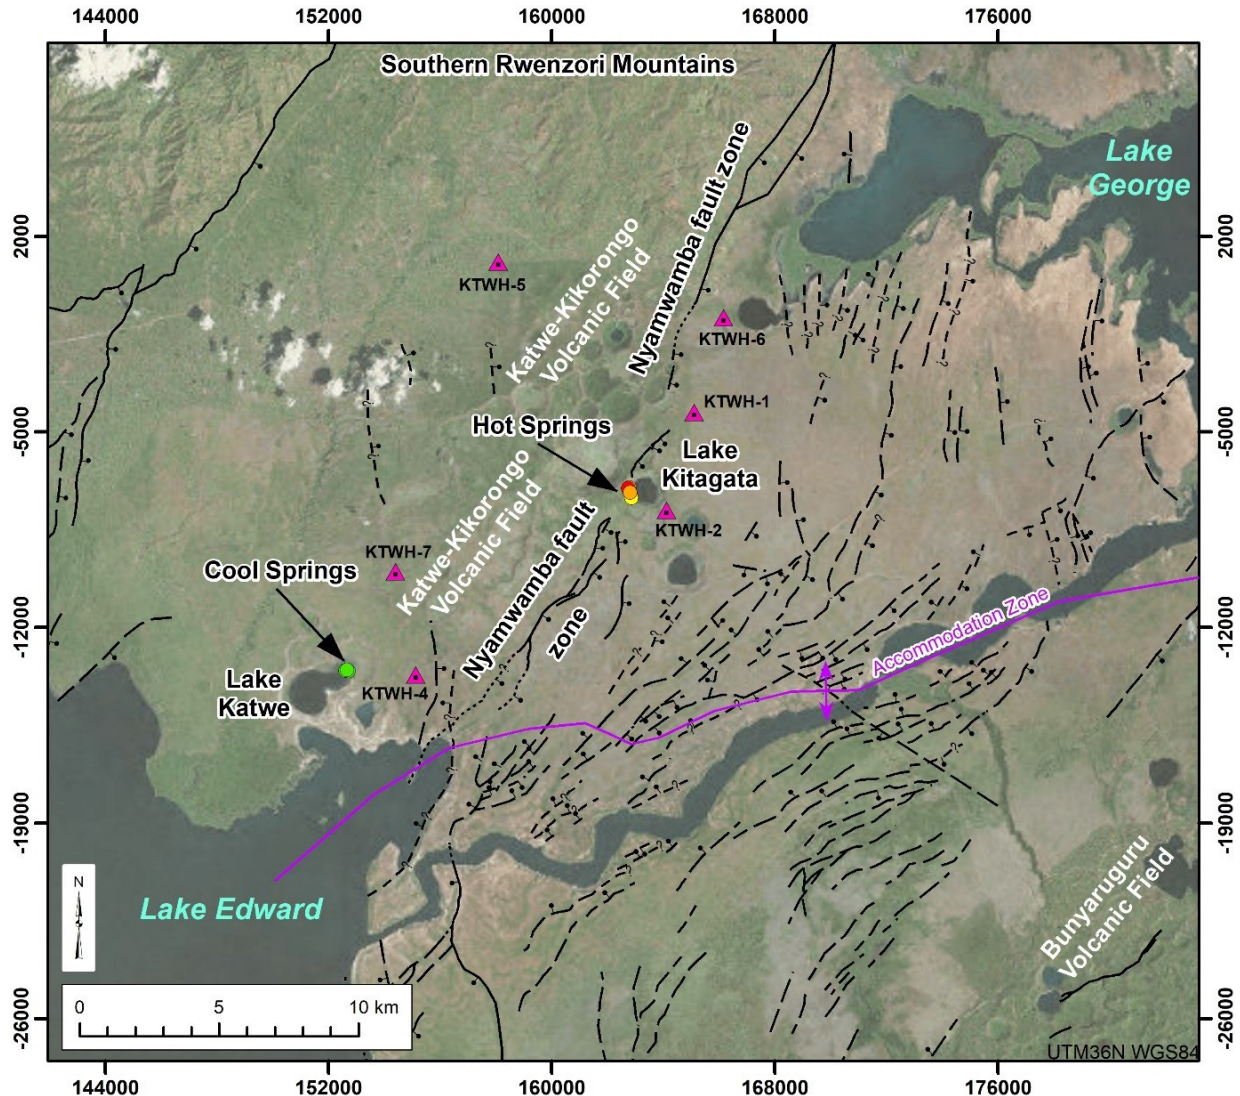 144000
152000
160000
168000
176000
Southern Rwenzori Mountains
Lake
George
Nyamwamba fault zone
2000
2000
KTWH-5
Katwe-Kikorongo
Volcanic Field
KTWH-6
KTWH-1
-5000
-5000
Hot Springs
Lake
Kitagata
KTWH-2
Katwe-Kikorongo
Volcanic Field
KTWH-7
Cool Springs
Nyamwamba fault
zone
-12000
-12000
Accommodation Zone
Lake
Katwe
KTWH-4
-19000
-19000
Lake Edward
Bunyaruguru
Volcanic Field
N
0
5
10 km
-26000
-26000
UTM36N WGS84
144000
152000
160000
168000
176000